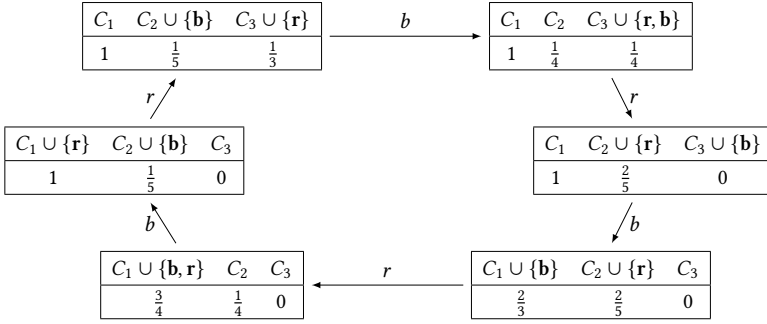 C₁ C₂ ∪ {b} C₃ ∪ {r}
1 1/5 1/3
b
C₁ C₂ C₃ ∪ {r, b}
1 1/4 1/4
r
r
C₁ ∪ {r} C₂ ∪ {b} C₃
1 1/5 0
C₁ C₂ ∪ {r} C₃ ∪ {b}
1 2/5 0
b
b
C₁ ∪ {b, r} C₂ C₃
3/4 1/4 0
r
C₁ ∪ {b} C₂ ∪ {r} C₃
2/3 2/5 0